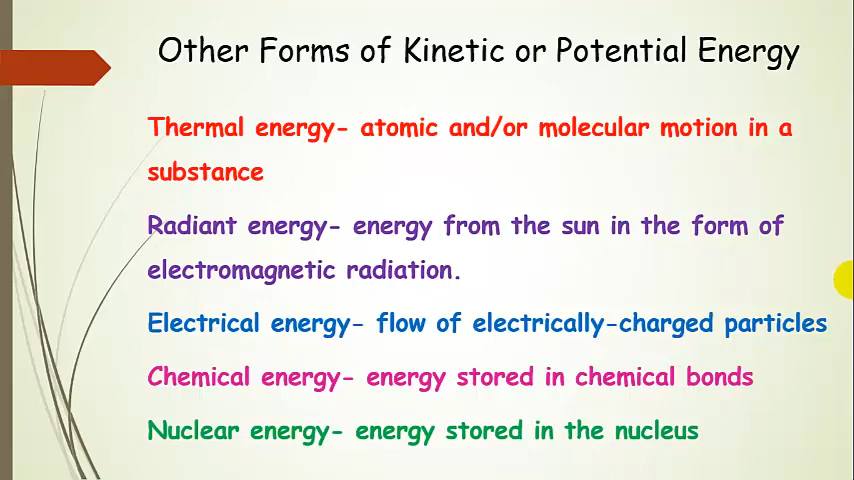 Other Forms of Kinetic or Potential Energy
Thermal energy- atomic and/or molecular motion in a
substance
Radiant energy- energy from the sun in the form of
electromagnetic radiation.
Electrical energy- flow of electrically-charged particles
Chemical energy- energy stored in chemical bonds
Nuclear energy- energy stored in the nucleus